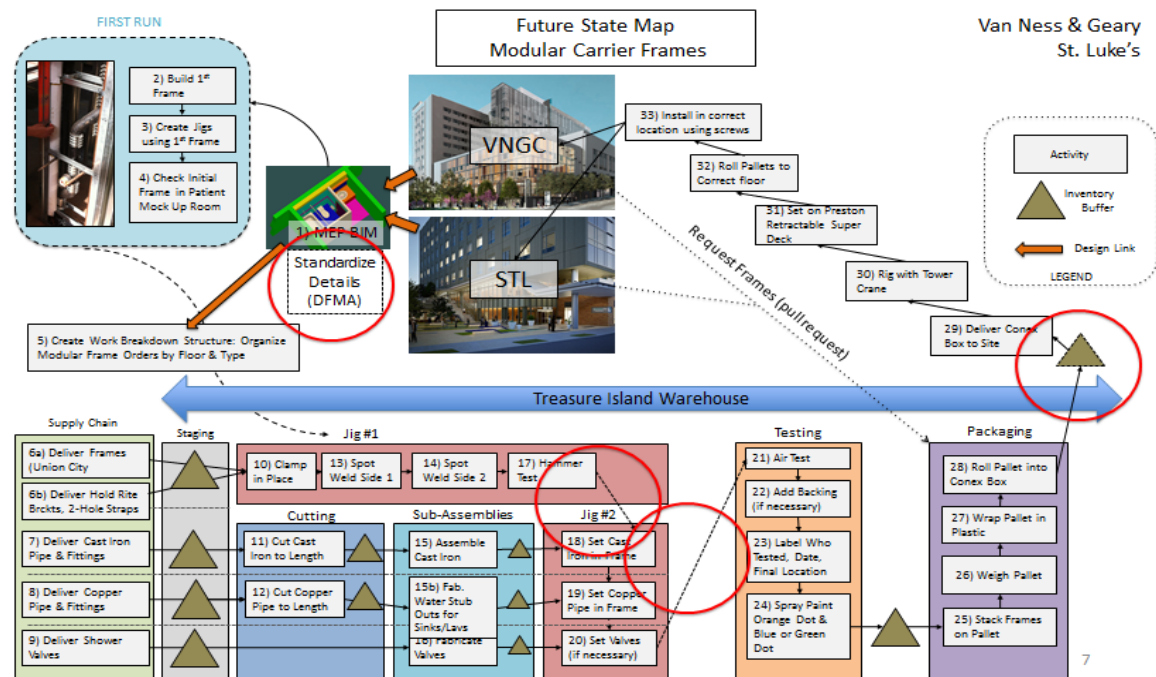 FIRST RUN
Future State Map
Modular Carrier Frames
Van Ness & Geary
St. Luke's
2) Build 1st
Frame
3) Create Jigs
using 1st Frame
4) Check Initial
Frame in Patient
Mock Up Room
1) MEP BIM
Standardize
Details
(DFMA)
VNGC
STL
33) Install in correct
location using screws
32) Roll Pallets to
Correct floor
31) Set on Preston
Retractable Super
Deck
30) Rig with Tower
Crane
29) Deliver Conex
Box to Site
Request Frames (pull request)
Activity
Inventory
Buffer
Design Link
LEGEND
5) Create Work Breakdown Structure: Organize
Modular Frame Orders by Floor & Type
Treasure Island Warehouse
Supply Chain
6a) Deliver Frames
(Union City)
6b) Deliver Hold Rite
Brckts, 2-Hole Straps
7) Deliver Cast Iron
Pipe & Fittings
8) Deliver Copper
Pipe & Fittings
9) Deliver Shower
Valves
Staging
Jig #1
10) Clamp
in Place
13) Spot
Weld Side 1
14) Spot
Weld Side 2
17) Hammer
Test
Cutting
11) Cut Cast
Iron to Length
12) Cut Copper
Pipe to Length
Sub-Assemblies
15) Assemble
Cast Iron
15b) Fab.
Water Stub
Outs for
Sinks/Lavs
16) Fabricate
Valves
Jig #2
18) Set Cast
Iron in Frame
19) Set Copper
Pipe in Frame
20) Set Valves
(if necessary)
Testing
21) Air Test
22) Add Backing
(if necessary)
23) Label Who
Tested, Date,
Final Location
24) Spray Paint
Orange Dot &
Blue or Green
Dot
Packaging
28) Roll Pallet into
Conex Box
27) Wrap Pallet in
Plastic
26) Weigh Pallet
25) Stack Frames
on Pallet
7